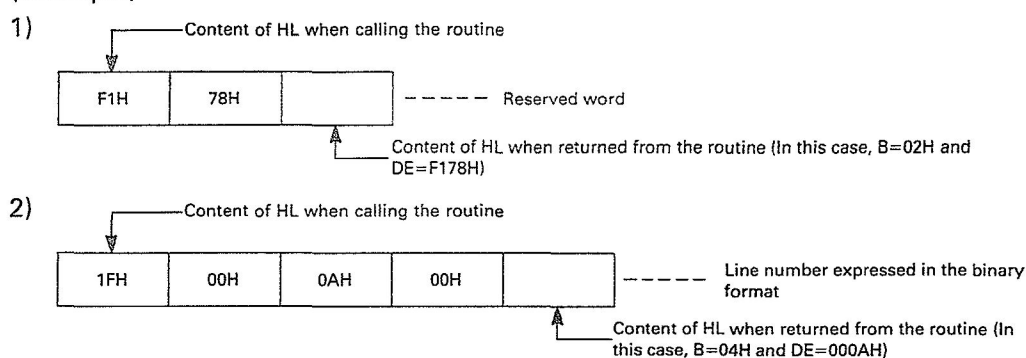 1)
Content of HL when calling the routine
F1H 78H
Reserved word
Content of HL when returned from the routine (In this case, B=02H and
DE=F178H)
2)
Content of HL when calling the routine
1FH 00H 0AH 00H
Line number expressed in the binary
format
Content of HL when returned from the routine (In
this case, B=04H and DE=000AH)